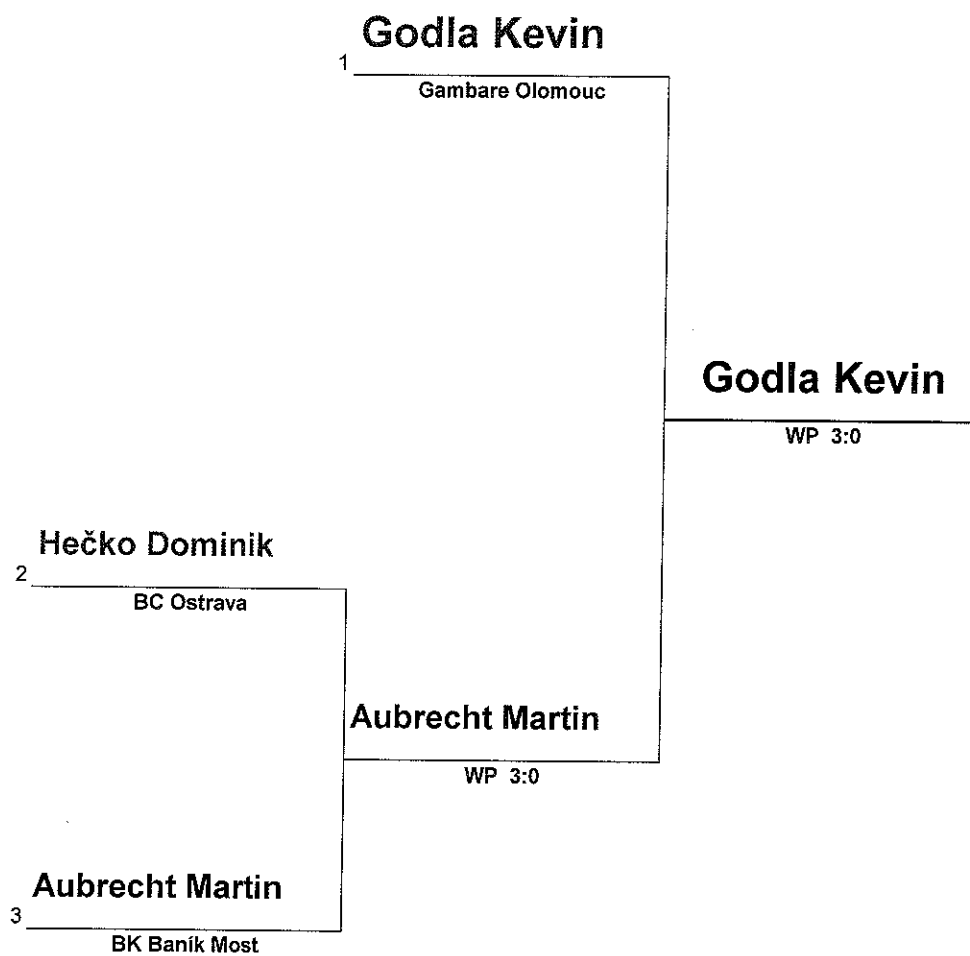 Godla Kevin
1
Gambare Olomouc
Godla Kevin
WP 3:0
Hečko Dominik
2
BC Ostrava
Aubrecht Martin
WP 3:0
Aubrecht Martin
3
BK Baník Most